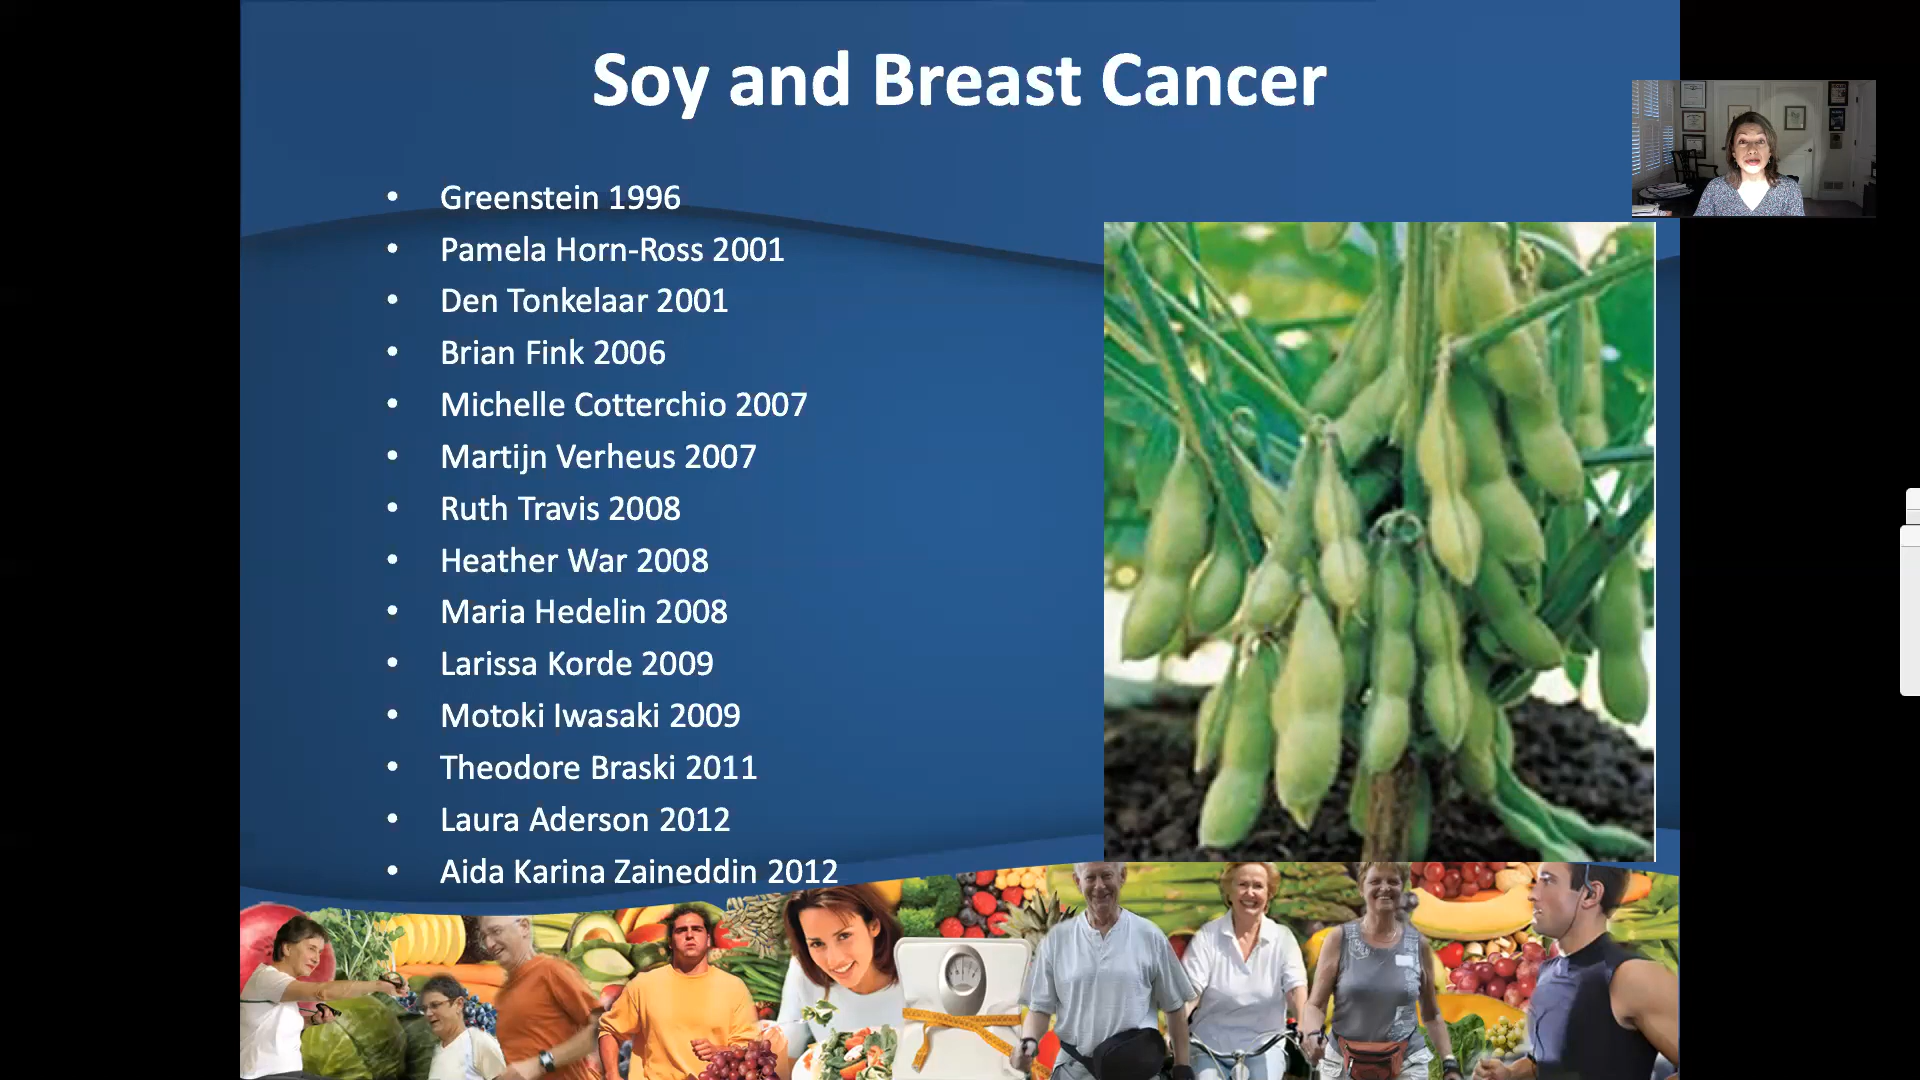 Soy and Breast Cancer
• Greenstein 1996
• Pamela Horn-Ross 2001
• Den Tonkelaar 2001
• Brian Fink 2006
• Michelle Cotterchio 2007
• Martijn Verheus 2007
• Ruth Travis 2008
• Heather War 2008
• Maria Hedelin 2008
• Larissa Korde 2009
• Motoki Iwasaki 2009
• Theodore Braski 2011
• Laura Aderson 2012
• Aida Karina Zaineddin 2012